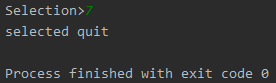 Selection>7
selected quit
Process finished with exit code 0